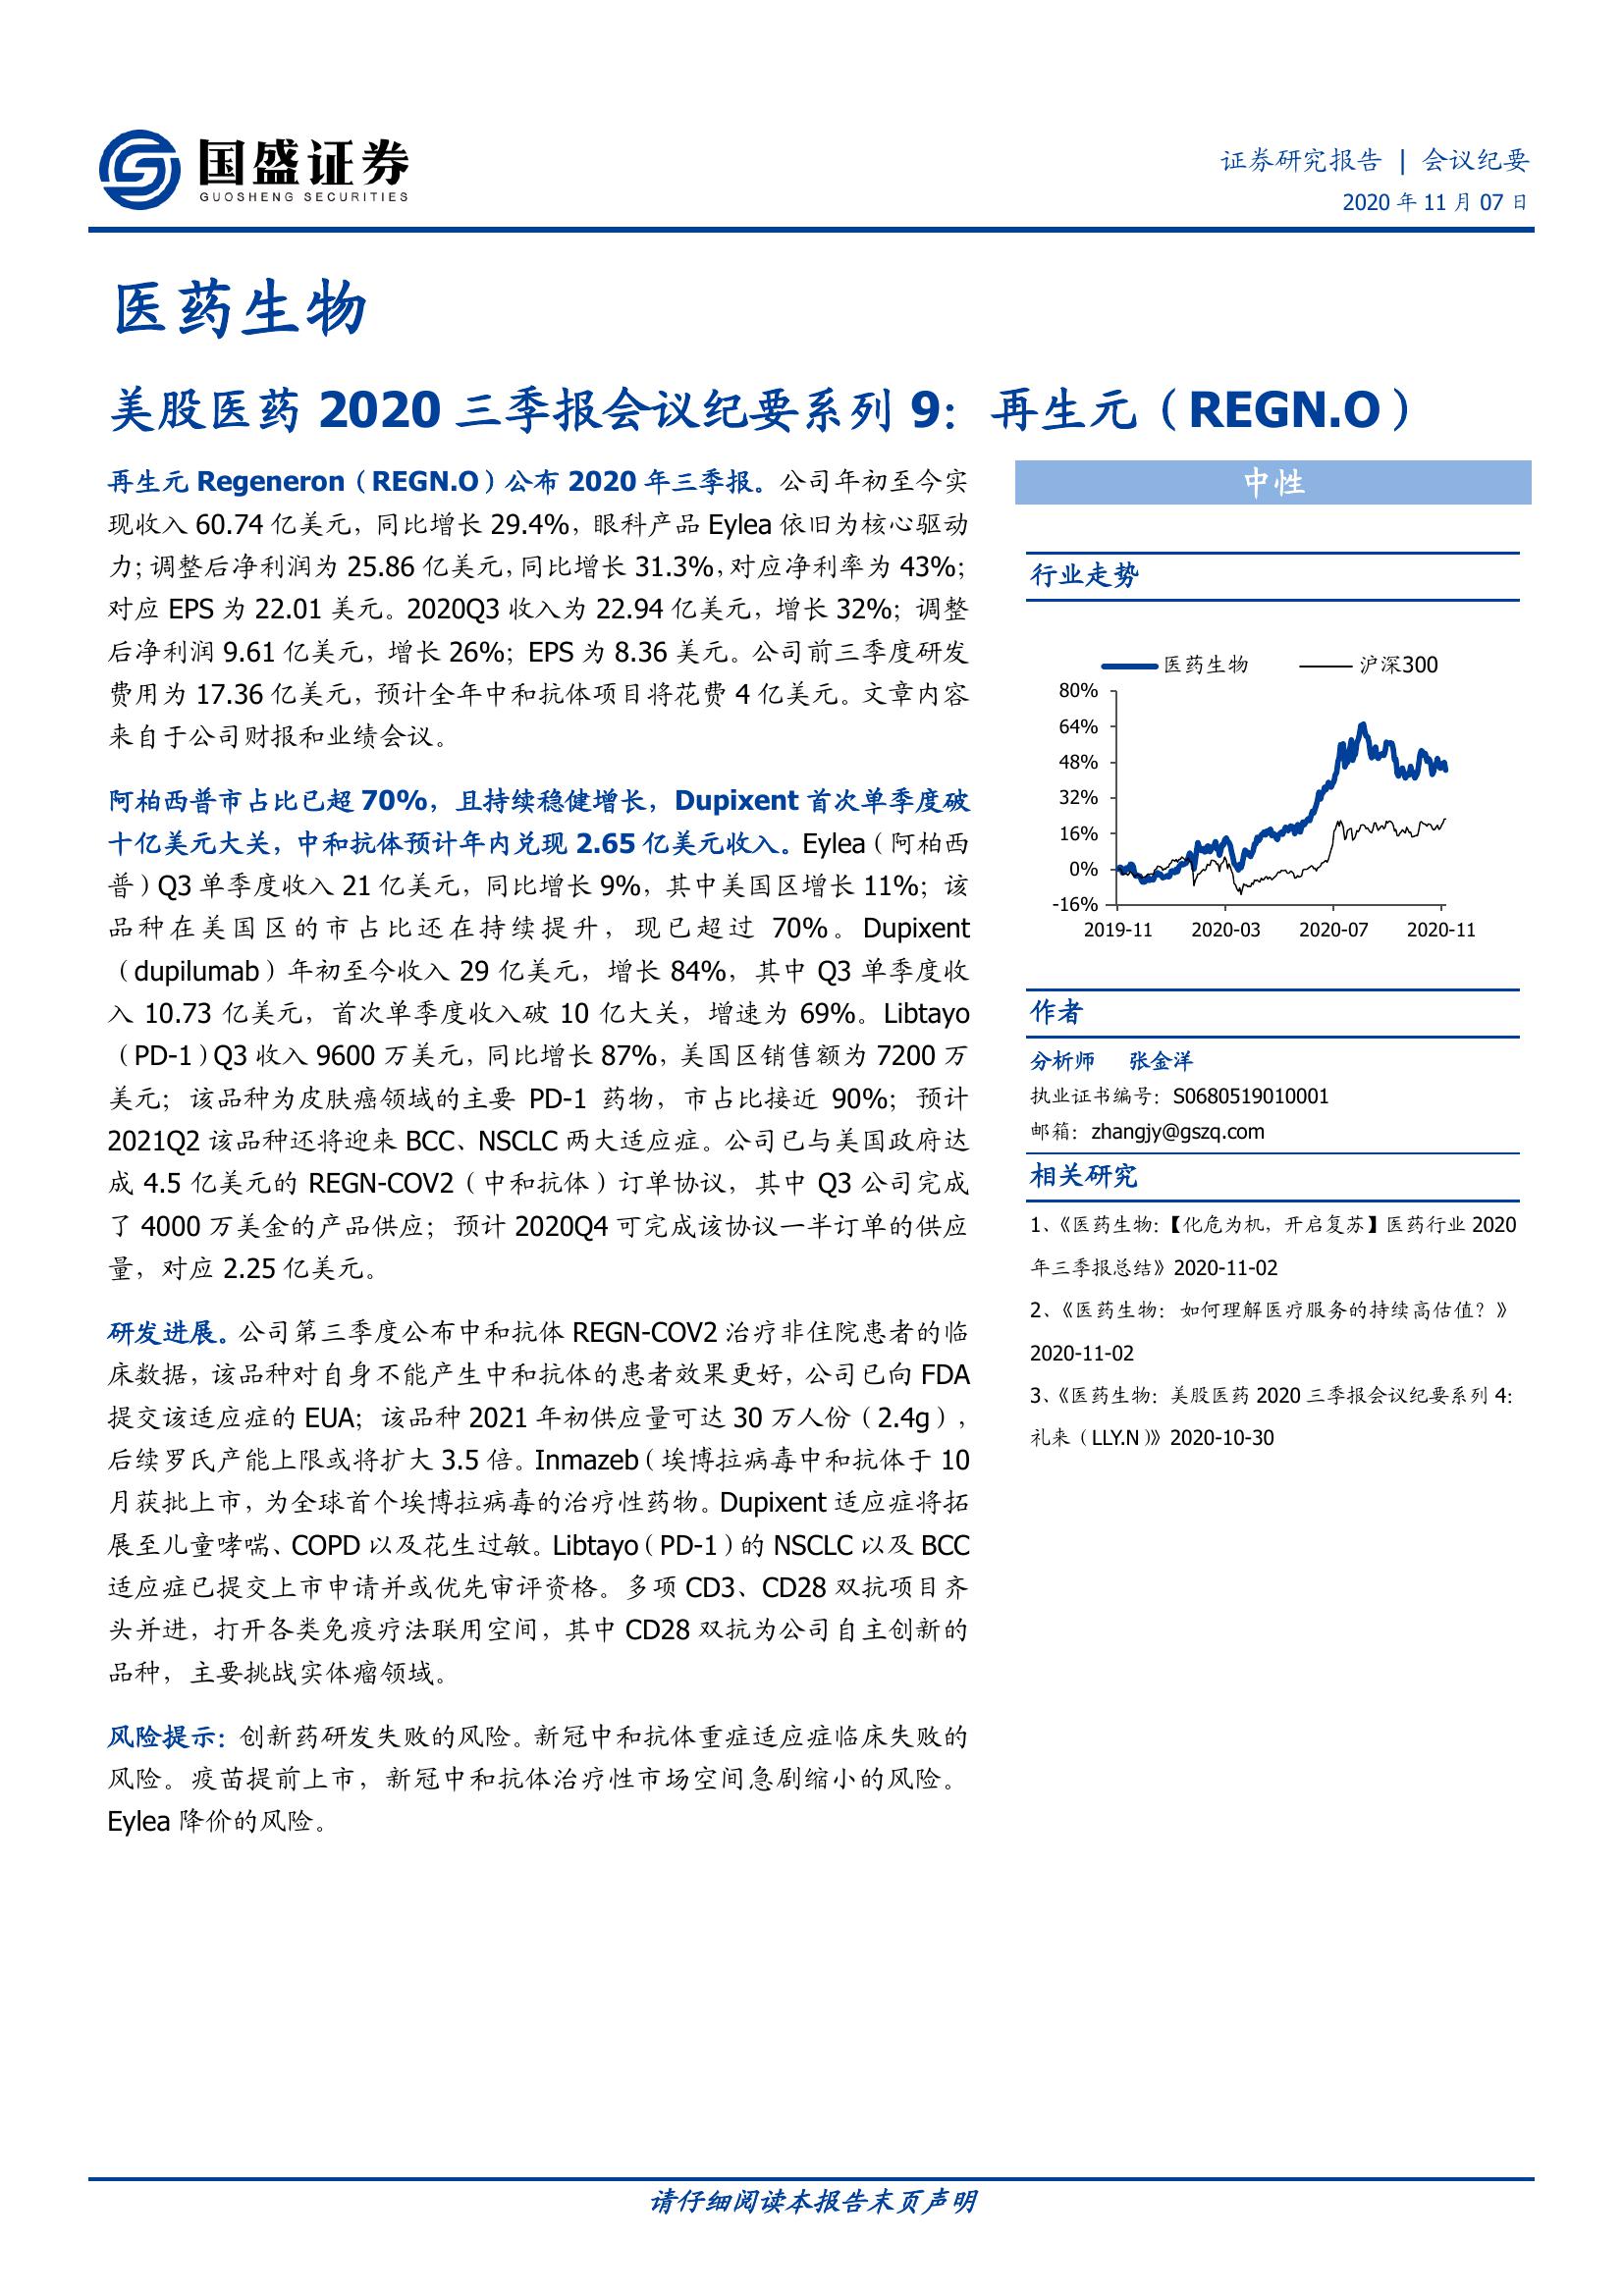 国盛证券
GUOSHENG SECURITIES
证券研究报告 | 会议纪要
2020 年 11 月 07 日
医药生物
美股医药 2020 三季报会议纪要系列 9：再生元（REGN.O）
再生元 Regeneron（REGN.O）公布 2020 年三季报。公司年初至今实
现收入 60.74 亿美元，同比增长 29.4%，眼科产品 Eylea 依旧为核心驱动
力；调整后净利润为 25.86 亿美元，同比增长 31.3%，对应净利率为 43%；
对应 EPS 为 22.01 美元。2020Q3 收入为 22.94 亿美元，增长 32%；调整
后净利润 9.61 亿美元，增长 26%；EPS 为 8.36 美元。公司前三季度研发
费用为 17.36 亿美元，预计全年中和抗体项目将花费 4 亿美元。文章内容
来自于公司财报和业绩会议。
阿柏西普市占比已超 70%，且持续稳健增长，Dupixent 首次单季度破
十亿美元大关，中和抗体预计年内兑现 2.65 亿美元收入。Eylea（阿柏西
普）Q3 单季度收入 21 亿美元，同比增长 9%，其中美国区增长 11%；该
品种在美国区的市占比还在持续提升，现已超过 70%。Dupixent
（dupilumab）年初至今收入 29 亿美元，增长 84%，其中 Q3 单季度收
入 10.73 亿美元，首次单季度收入破 10 亿大关，增速为 69%。Libtayo
（PD-1）Q3 收入 9600 万美元，同比增长 87%，美国区销售额为 7200 万
美元；该品种为皮肤癌领域的主要 PD-1 药物，市占比接近 90%；预计
2021Q2 该品种还将迎来 BCC、NSCLC 两大适应症。公司已与美国政府达
成 4.5 亿美元的 REGN-COV2（中和抗体）订单协议，其中 Q3 公司完成
了 4000 万美金的产品供应；预计 2020Q4 可完成该协议一半订单的供应
量，对应 2.25 亿美元。
研发进展。公司第三季度公布中和抗体 REGN-COV2 治疗非住院患者的临
床数据，该品种对自身不能产生中和抗体的患者效果更好，公司已向 FDA
提交该适应症的 EUA；该品种 2021 年初供应量可达 30 万人份（2.4g），
后续罗氏产能上限或将扩大 3.5 倍。Inmazeb（埃博拉病毒中和抗体于 10
月获批上市，为全球首个埃博拉病毒的治疗性药物。Dupixent 适应症将拓
展至儿童哮喘、COPD 以及花生过敏。Libtayo（PD-1）的 NSCLC 以及 BCC
适应症已提交上市申请并或优先审评资格。多项 CD3、CD28 双抗项目齐
头并进，打开各类免疫疗法联用空间，其中 CD28 双抗为公司自主创新的
品种，主要挑战实体瘤领域。
风险提示：创新药研发失败的风险。新冠中和抗体重症适应症临床失败的
风险。疫苗提前上市，新冠中和抗体治疗性市场空间急剧缩小的风险。
Eylea 降价的风险。
中性
行业走势
医药生物 沪深300
80%
64%
48%
32%
16%
0%
-16%
2019-11 2020-03 2020-07 2020-11
作者
分析师 张金洋
执业证书编号：S0680519010001
邮箱：zhangjy@gszq.com
相关研究
1、《医药生物：【化危为机，开启复苏】医药行业 2020
年三季报总结》2020-11-02
2、《医药生物：如何理解医疗服务的持续高估值？》
2020-11-02
3、《医药生物：美股医药 2020 三季报会议纪要系列 4：
礼来（LLY.N）》2020-10-30
请仔细阅读本报告末页声明